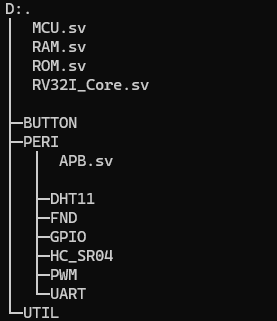 D:.
MCU.sv
RAM.sv
ROM.sv
RV32I_Core.sv
BUTTON
PERI
APB.sv
DHT11
FND
GPIO
HC_SR04
PWM
UART
UTIL